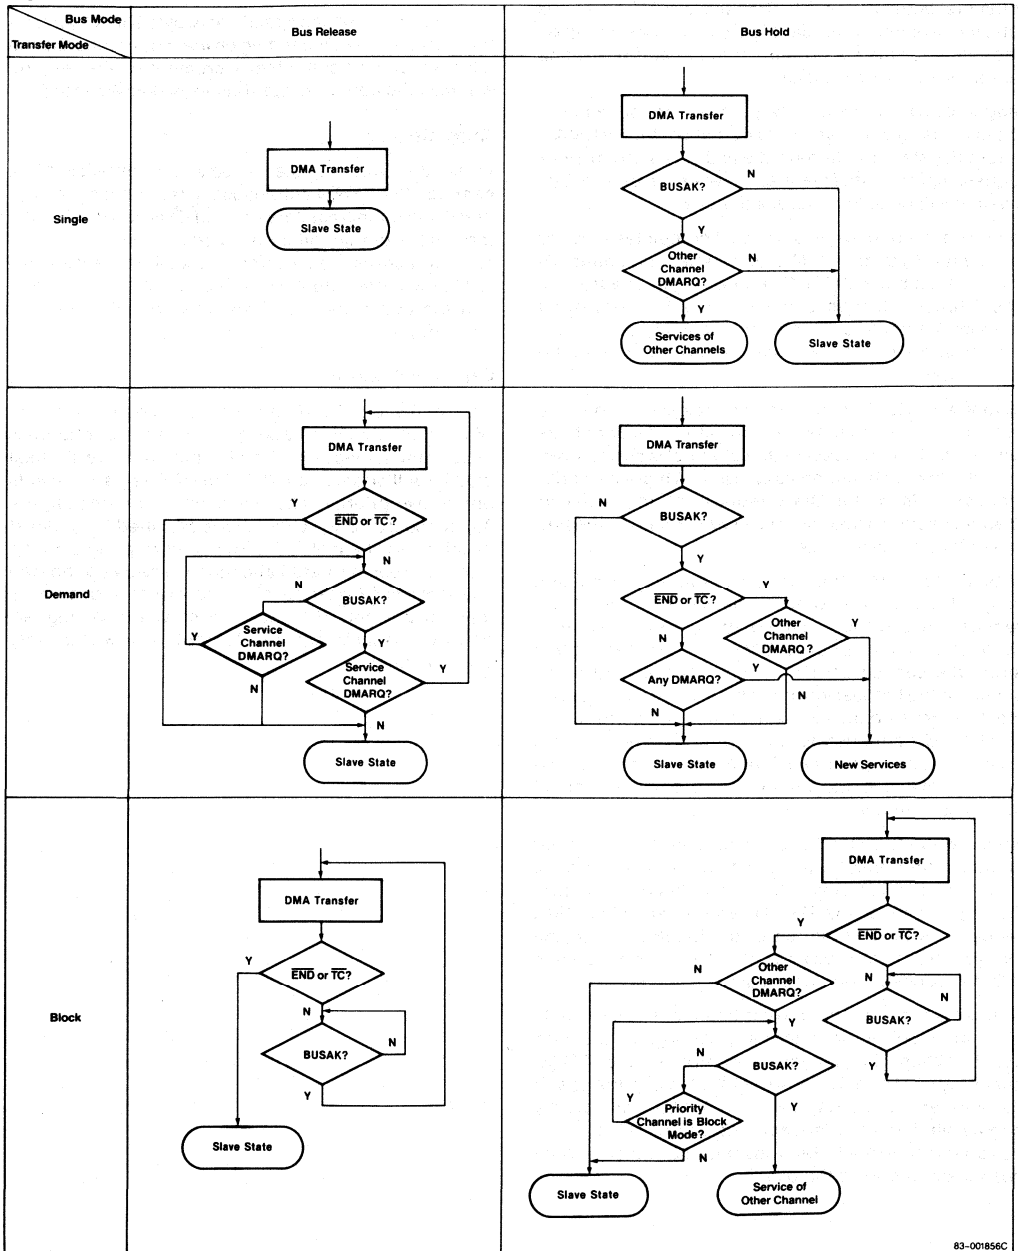 Bus Mode
Transfer Mode
Bus Release
Bus Hold
Single
DMA Transfer
Slave State
DMA Transfer
BUSAK?
N
Y
Other
Channel
DMARQ?
N
Y
Services of
Other Channels
Slave State
Demand
DMA Transfer
Y
END or TC?
N
N
BUSAK?
Y
Service
Channel
DMARQ?
Y
N
Service
Channel
DMARQ?
Y
N
Slave State
DMA Transfer
N
BUSAK?
Y
END or TC?
Y
N
Other
Channel
DMARQ?
Y
N
Any DMARQ?
Y
N
Slave State
New Services
Block
DMA Transfer
Y
END or TC?
N
BUSAK?
N
Y
Slave State
DMA Transfer
Y
END or TC?
N
N
BUSAK?
Y
N
Other
Channel
DMARQ?
Y
N
BUSAK?
Y
Y
Priority
Channel is Block
Mode?
N
Slave State
Service of
Other Channel
83-001856C